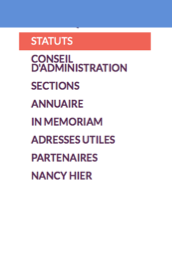 STATUTS
CONSEIL
D'ADMINISTRATION
SECTIONS
ANNUAIRE
IN MEMORIAM
ADRESSES UTILES
PARTENAIRES
NANCY HIER